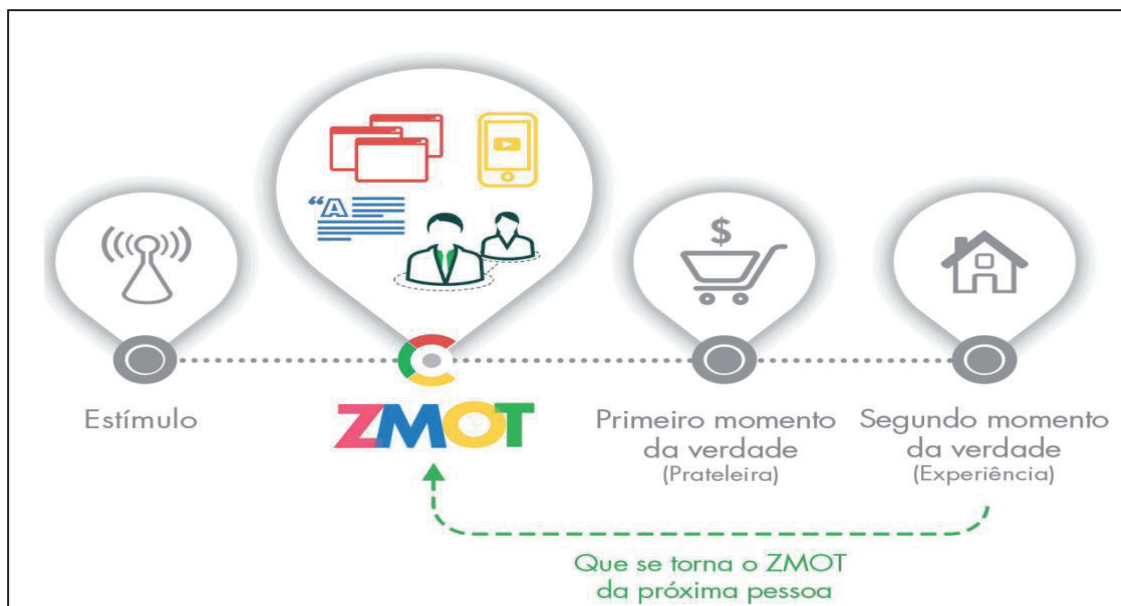 “A
$
Estímulo
ZMOT
Primeiro momento
da verdade
(Prateleira)
Segundo momento
da verdade
(Experiência)
Que se torna o ZMOT
da próxima pessoa